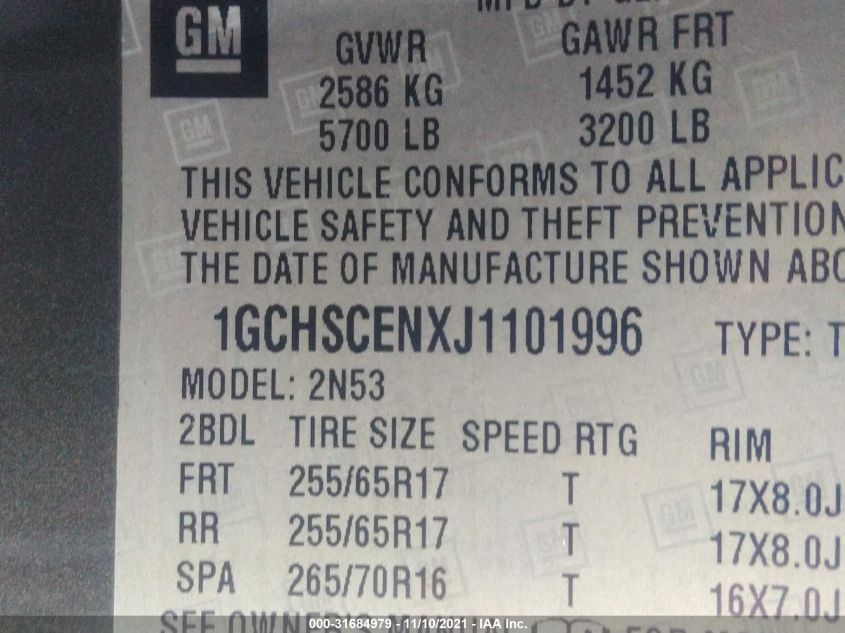 GM
GVWR GAWR FRT
2586 KG 1452 KG
5700 LB 3200 LB
THIS VEHICLE CONFORMS TO ALL APPLIC
VEHICLE SAFETY AND THEFT PREVENTION
THE DATE OF MANUFACTURE SHOWN ABO
1GCHSCENXJ1101996 TYPE: T
MODEL: 2N53
2BDL TIRE SIZE SPEED RTG RIM
FRT 255/65R17 T 17X8.0J
RR 255/65R17 T 17X8.0J
SPA 265/70R16 T 16X7.0J
SEE OWNER'S
000-31684979 - 11/10/2021 - IAA Inc.